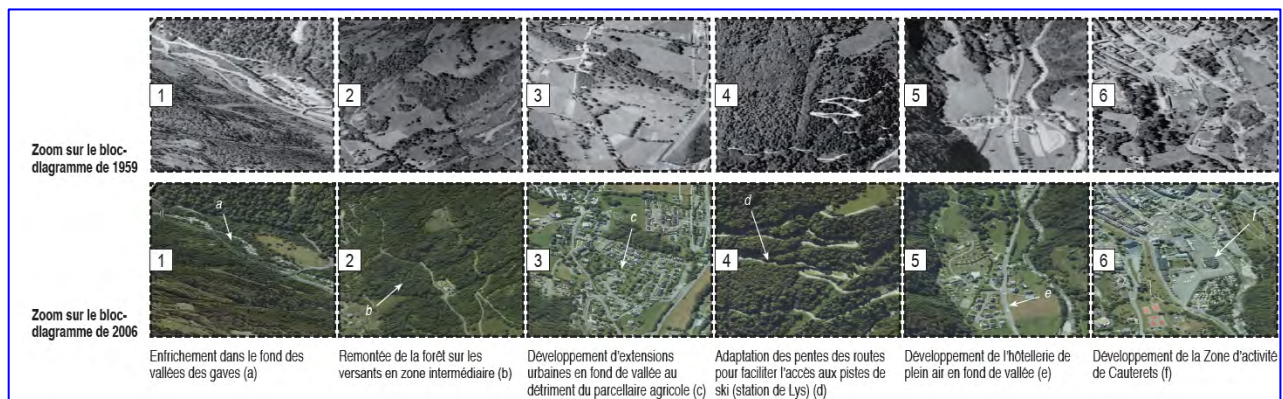 1
2
3
4
5
6
Zoom sur le bloc-
diagramme de 1959
a
b
c
d
e
f
1
2
3
4
5
6
Zoom sur le bloc-
diagramme de 2006
Enfrichement dans le fond des
vallées des gaves (a)
Remontée de la forêt sur les
versants en zone intermédiaire (b)
Développement d'extensions
urbaines en fond de vallée au
détriment du parcellaire agricole (c)
Adaptation des pentes des routes
pour faciliter l'accès aux pistes de
ski (station de Lys) (d)
Développement de l'hôtellerie de
plein air en fond de vallée (e)
Développement de la Zone d'activité
de Cauterets (f)